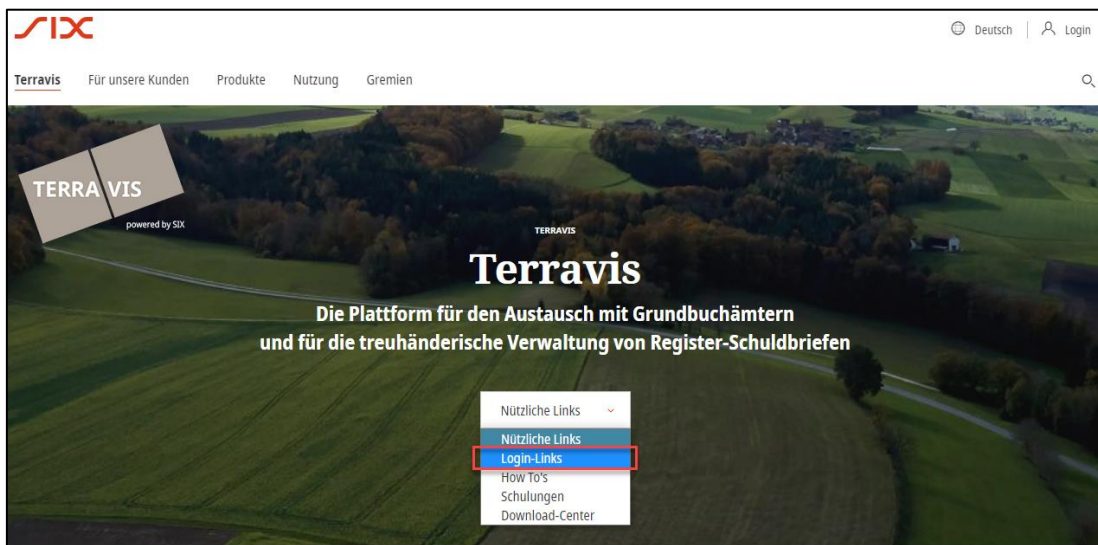 SIX
Deutsch
Login
Terravis Für unsere Kunden Produkte Nutzung Gremien
TERRAVIS
powered by SIX
TERRAVIS
Terravis
Die Plattform für den Austausch mit Grundbuchämtern
und für die treuhänderische Verwaltung von Register-Schuldbriefen
Nützliche Links
Nützliche Links
Login-Links
How To's
Schulungen
Download-Center